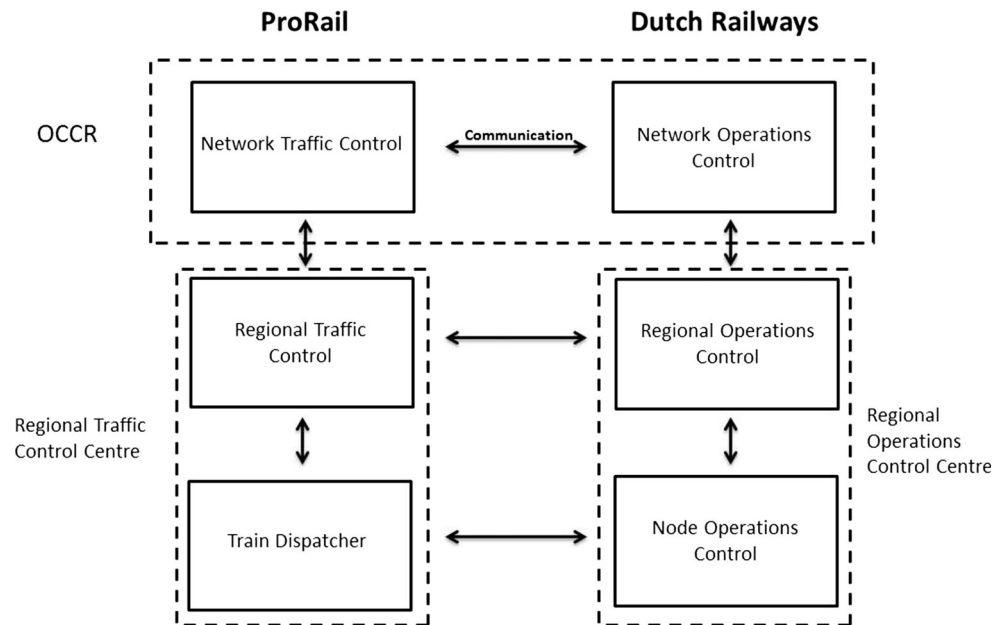 ProRail
Dutch Railways
OCCR
Network Traffic Control
Communication
Network Operations
Control
Regional Traffic
Control
Regional Operations
Control
Regional Traffic
Control Centre
Regional
Operations
Control Centre
Train Dispatcher
Node Operations
Control